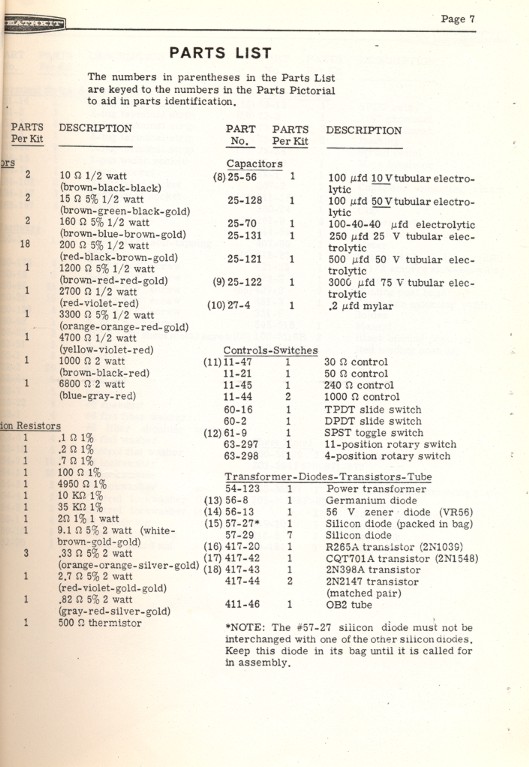 HEATHKIT
Page 7
PARTS LIST
The numbers in parentheses in the Parts List
are keyed to the numbers in the Parts Pictorial
to aid in parts identification.
PARTS DESCRIPTION
Per Kit
ors
2 10 Ω 1/2 watt
(brown-black-black)
2 15 Ω 5% 1/2 watt
(brown-green-black-gold)
2 160 Ω 5% 1/2 watt
(brown-blue-brown-gold)
18 200 Ω 5% 1/2 watt
(red-black-brown-gold)
1 1200 Ω 5% 1/2 watt
(brown-red-red-gold)
1 2700 Ω 1/2 watt
(red-violet-red)
1 3300 Ω 5% 1/2 watt
(orange-orange-red-gold)
1 4700 Ω 1/2 watt
(yellow-violet-red)
1 1000 Ω 2 watt
(brown-black-red)
1 6800 Ω 2 watt
(blue-gray-red)
ion Resistors
1 .1 Ω 1%
1 .2 Ω 1%
1 .7 Ω 1%
1 100 Ω 1%
1 4950 Ω 1%
1 10 KΩ 1%
1 35 KΩ 1%
1 2Ω 1% 1 watt
1 9.1 Ω 5% 2 watt (white-
brown-gold-gold)
3 .33 Ω 5% 2 watt
(orange-orange-silver-gold)
1 2.7 Ω 5% 2 watt
(red-violet-gold-gold)
1 .82 Ω 5% 2 watt
(gray-red-silver-gold)
1 500 Ω thermistor
PART PARTS DESCRIPTION
No. Per Kit
Capacitors
(8) 25-56 1 100 μfd 10 V tubular electro-
lytic
25-128 1 100 μfd 50 V tubular electro-
lytic
25-70 1 100-40-40 μfd electrolytic
25-131 1 250 μfd 25 V tubular elec-
trolytic
25-121 1 500 μfd 50 V tubular elec-
trolytic
(9) 25-122 1 3000 μfd 75 V tubular elec-
trolytic
(10) 27-4 1 .2 μfd mylar
Controls-Switches
(11) 11-47 1 30 Ω control
11-21 1 50 Ω control
11-45 1 240 Ω control
11-44 2 1000 Ω control
60-16 1 TPDT slide switch
60-2 1 DPDT slide switch
(12) 61-9 1 SPST toggle switch
63-297 1 11-position rotary switch
63-298 1 4-position rotary switch
Transformer-Diodes-Transistors-Tube
54-123 1 Power transformer
(13) 56-8 1 Germanium diode
(14) 56-13 1 56 V zener diode (VR56)
(15) 57-27* 1 Silicon diode (packed in bag)
57-29 7 Silicon diode
(16) 417-20 1 R265A transistor (2N1039)
(17) 417-42 1 CQT701A transistor (2N1548)
(18) 417-43 1 2N398A transistor
417-44 2 2N2147 transistor
(matched pair)
411-46 1 OB2 tube
*NOTE: The #57-27 silicon diode must not be
interchanged with one of the other silicon diodes.
Keep this diode in its bag until it is called for
in assembly.